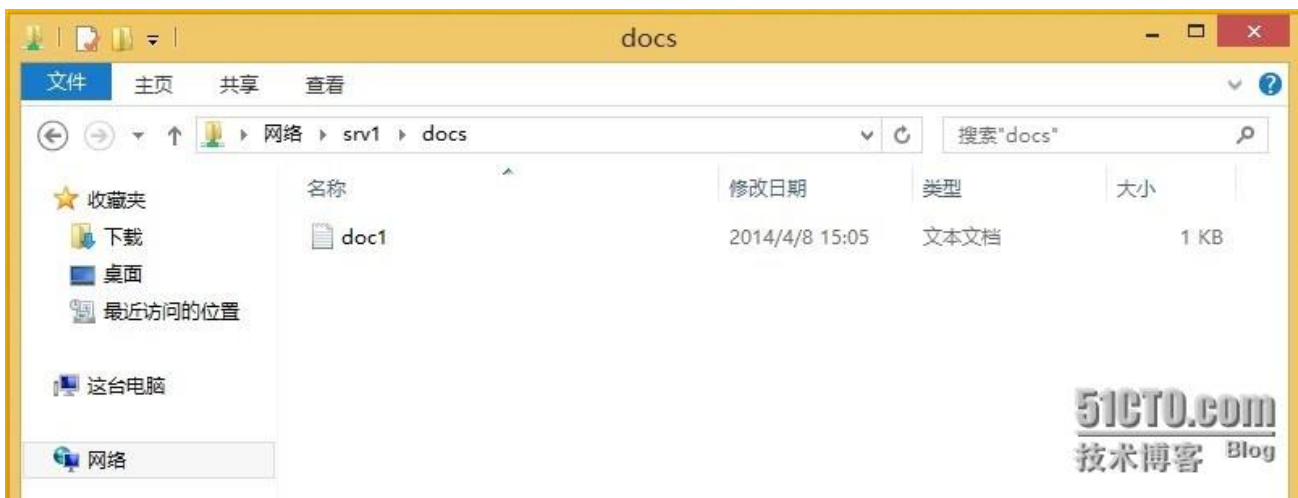 docs
文件 主页 共享 查看
网络 srv1 docs 搜索"docs"
名称 修改日期 类型 大小
收藏夹
下载 doc1 2014/4/8 15:05 文本文档 1 KB
桌面
最近访问的位置
这台电脑
网络
51CTO.com
技术博客 Blog